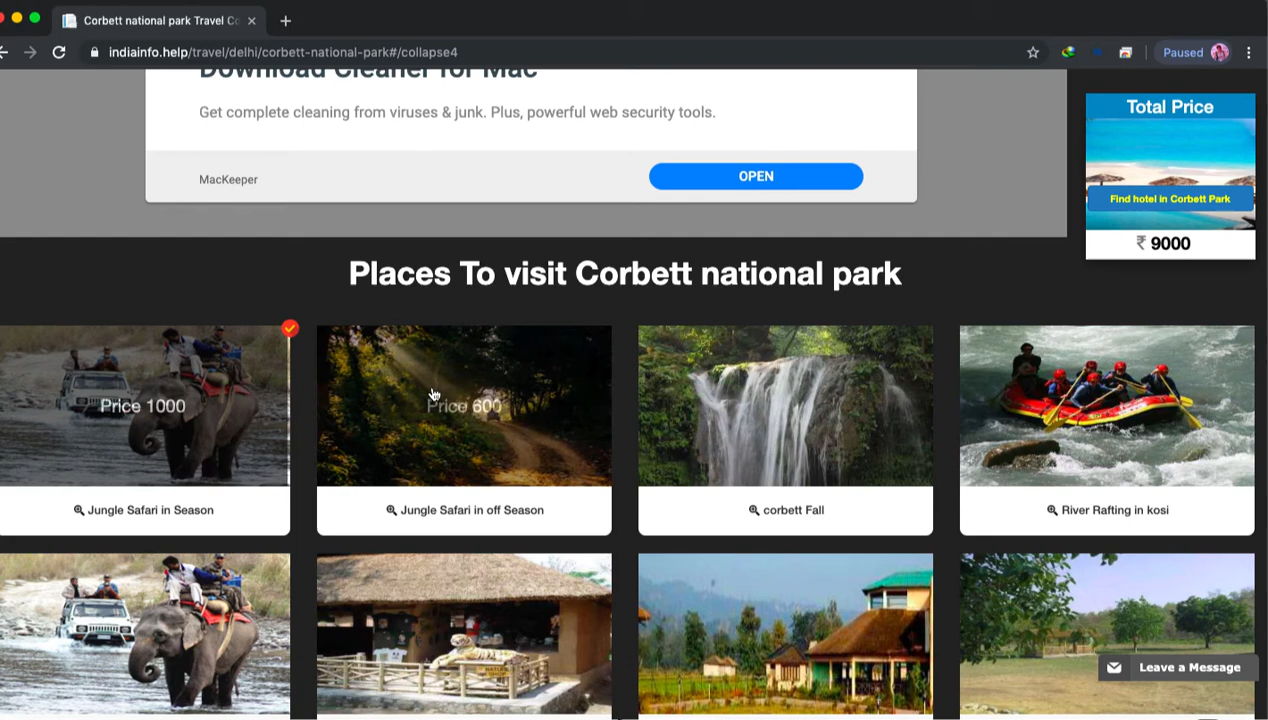 Corbett national park Travel Co
indiainfo.help/travel/delhi/corbett-national-park#/collapse4
Paused
Download Cleaner for Mac
Get complete cleaning from viruses & junk. Plus, powerful web security tools.
MacKeeper
OPEN
Total Price
Find hotel in Corbett Park
₹ 9000
Places To visit Corbett national park
Price 1000
Price 600
Jungle Safari in Season
Jungle Safari in off Season
corbett Fall
River Rafting in kosi
Leave a Message